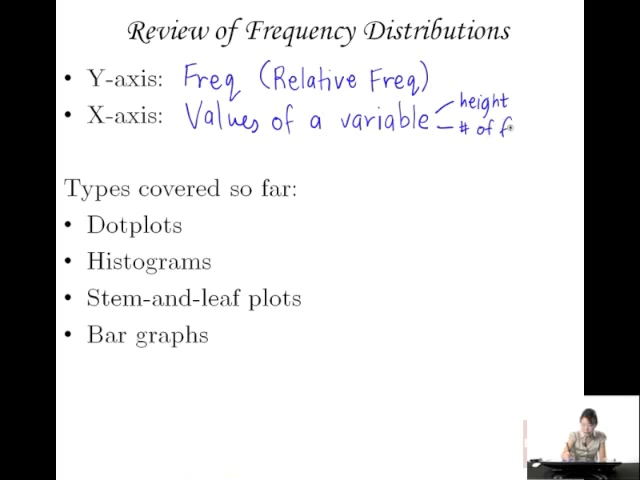 Review of Frequency Distributions
• Y-axis: Freq (Relative Freq)
• X-axis: Values of a variable
height
# of f
Types covered so far:
• Dotplots
• Histograms
• Stem-and-leaf plots
• Bar graphs